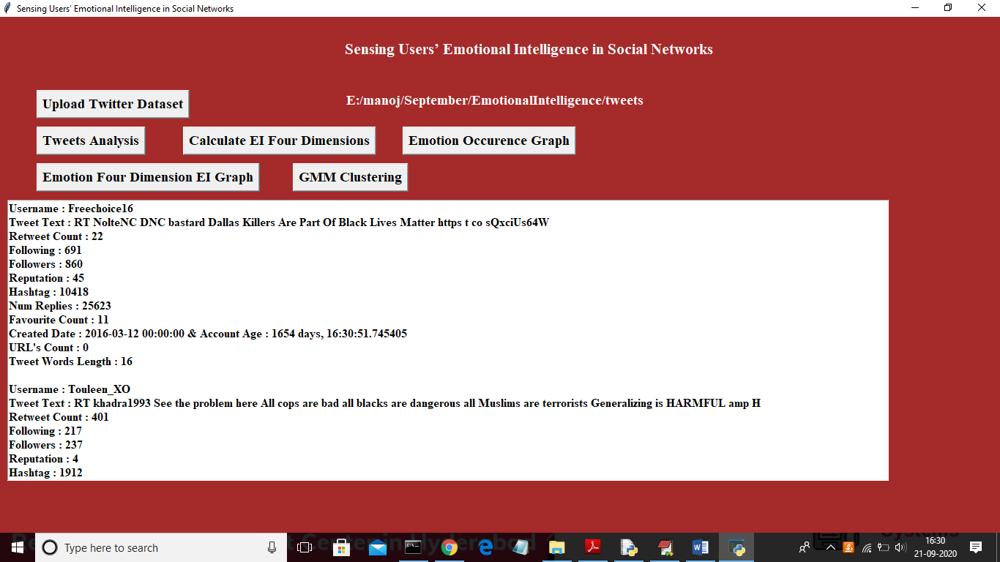 Sensing Users' Emotional Intelligence in Social Networks
Sensing Users' Emotional Intelligence in Social Networks
Upload Twitter Dataset
E:/manoj/September/EmotionalIntelligence/tweets
Tweets Analysis
Calculate EI Four Dimensions
Emotion Occurence Graph
Emotion Four Dimension EI Graph
GMM Clustering
Username : Freechoice16
Tweet Text : RT NolteNC DNC bastard Dallas Killers Are Part Of Black Lives Matter https t co sQxciUs64W
Retweet Count : 22
Following : 691
Followers : 860
Reputation : 45
Hashtag : 10418
Num Replies : 25623
Favourite Count : 11
Created Date : 2016-03-12 00:00:00 & Account Age : 1654 days, 16:30:51.745405
URL's Count : 0
Tweet Words Length : 16
Username : Touleen_XO
Tweet Text : RT khadra1993 See the problem here All cops are bad all blacks are dangerous all Muslims are terrorists Generalizing is HARMFUL amp H
Retweet Count : 401
Following : 217
Followers : 237
Reputation : 4
Hashtag : 1912
Type here to search
16:30
21-09-2020